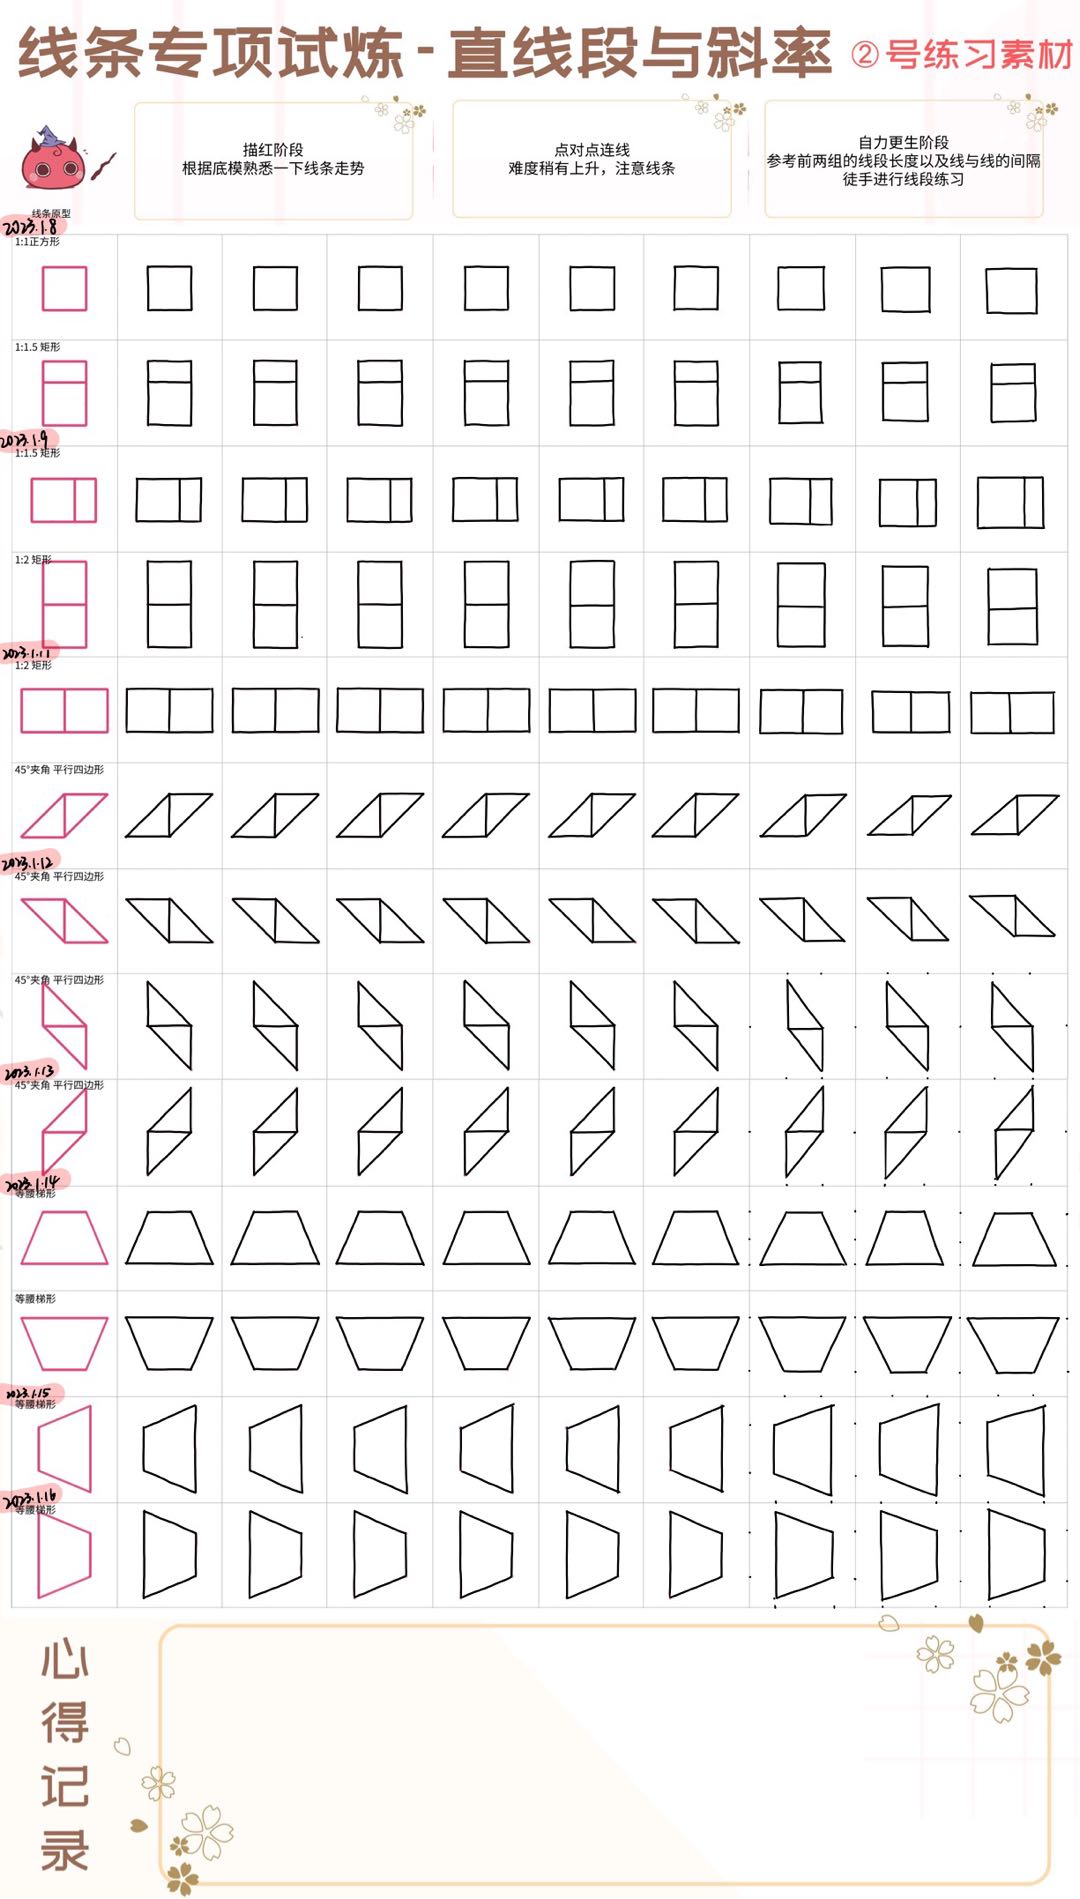 线条专项试炼-直线段与斜率 ②号练习素材
描红阶段
根据底模熟悉一下线条走势
点对点连线
难度稍有上升，注意线条
自力更生阶段
参考前两组的线段长度以及线与线的间隔
徒手进行线段练习
线条原型
2023.1.8
1:1正方形
1:1.5 矩形
2023.1.9
1:1.5 矩形
1:2 矩形
2023.1.11
1:2 矩形
45°夹角 平行四边形
2023.1.12
45°夹角 平行四边形
45°夹角 平行四边形
2023.1.13
45°夹角 平行四边形
2023.1.14
等腰梯形
等腰梯形
2023.1.15
等腰梯形
2023.1.16
等腰梯形
心得记录